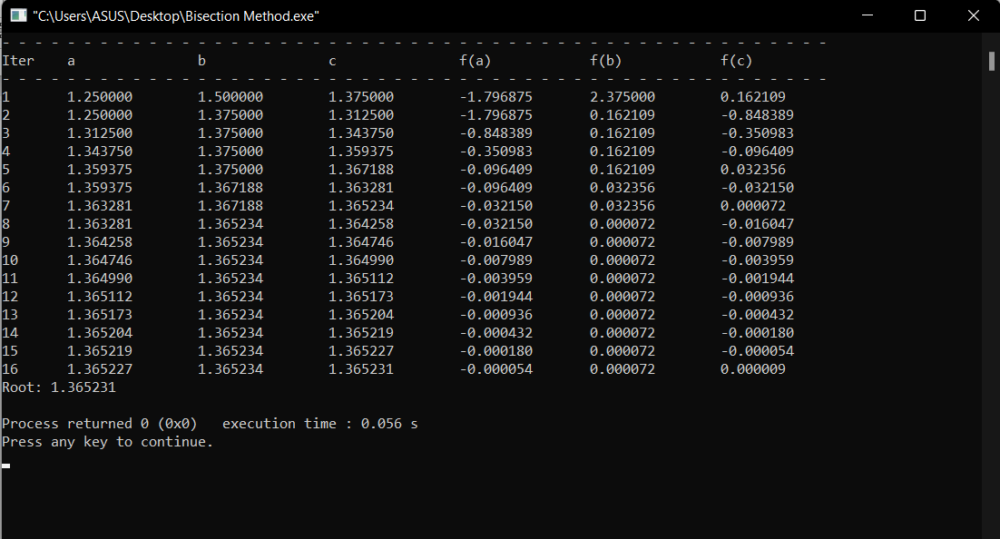 "C:\Users\ASUS\Desktop\Bisection Method.exe"
- - - - - - - - - - - - - - - - - - - - - - - - - - - - - - - - - - - - - - - - - - - - - - - - - - -
Iter    a               b               c               f(a)            f(b)            f(c)
- - - - - - - - - - - - - - - - - - - - - - - - - - - - - - - - - - - - - - - - - - - - - - - - - - -
1       1.250000        1.500000        1.375000        -1.796875       2.375000        0.162109
2       1.250000        1.375000        1.312500        -1.796875       0.162109        -0.848389
3       1.312500        1.375000        1.343750        -0.848389       0.162109        -0.350983
4       1.343750        1.375000        1.359375        -0.350983       0.162109        -0.096409
5       1.359375        1.375000        1.367188        -0.096409       0.162109        0.032356
6       1.359375        1.367188        1.363281        -0.096409       0.032356        -0.032150
7       1.363281        1.367188        1.365234        -0.032150       0.032356        0.000072
8       1.363281        1.365234        1.364258        -0.032150       0.000072        -0.016047
9       1.364258        1.365234        1.364746        -0.016047       0.000072        -0.007989
10      1.364746        1.365234        1.364990        -0.007989       0.000072        -0.003959
11      1.364990        1.365234        1.365112        -0.003959       0.000072        -0.001944
12      1.365112        1.365234        1.365173        -0.001944       0.000072        -0.000936
13      1.365173        1.365234        1.365204        -0.000936       0.000072        -0.000432
14      1.365204        1.365234        1.365219        -0.000432       0.000072        -0.000180
15      1.365219        1.365234        1.365227        -0.000180       0.000072        -0.000054
16      1.365227        1.365234        1.365231        -0.000054       0.000072        0.000009
Root: 1.365231
Process returned 0 (0x0)   execution time : 0.056 s
Press any key to continue.